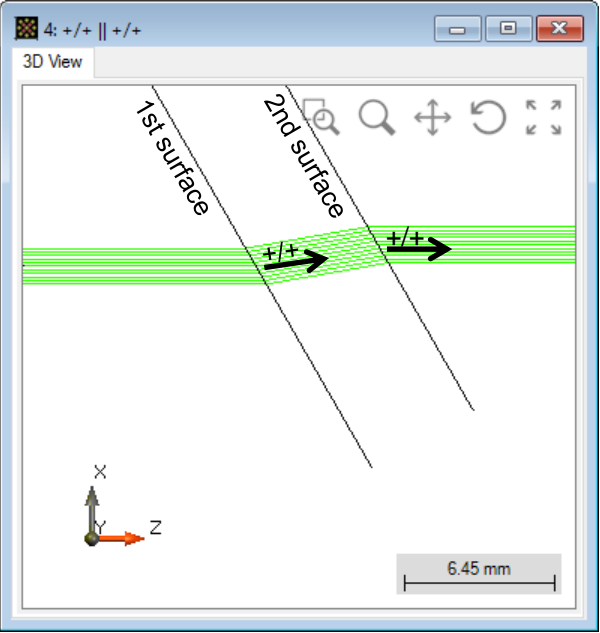 4: +/+ || +/+
3D View
1st surface
2nd surface
+/+
+/+
X
Y
Z
6.45 mm